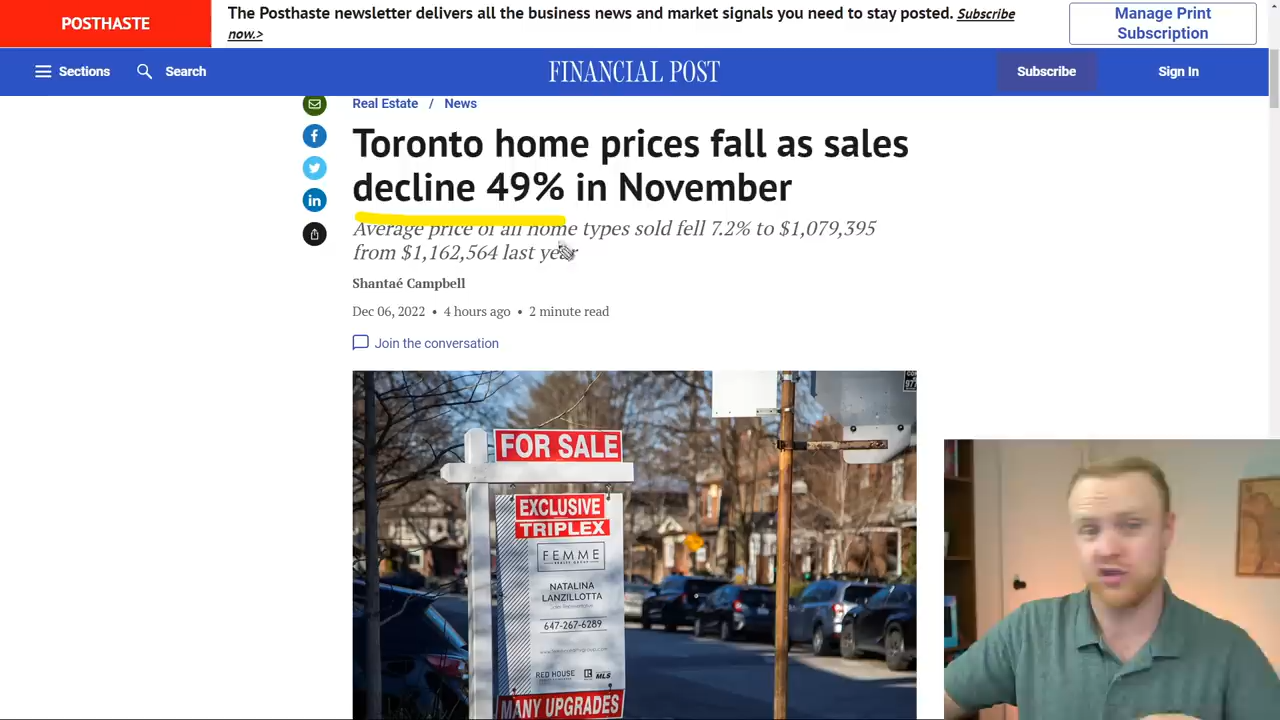 POSTHASTE
The Posthaste newsletter delivers all the business news and market signals you need to stay posted. Subscribe
now.>
Manage Print
Subscription
Sections
Search
FINANCIAL POST
Subscribe
Sign In
Real Estate / News
Toronto home prices fall as sales
decline 49% in November
Average price of all home types sold fell 7.2% to $1,079,395
from $1,162,564 last year
Shantaé Campbell
Dec 06, 2022 • 4 hours ago • 2 minute read
Join the conversation
FOR SALE
EXCLUSIVE
TRIPLEX
FEMME
NATALINA
LANZILLOTTA
647-267-6289
RED HOUSE
MLS
MANY UPGRADES